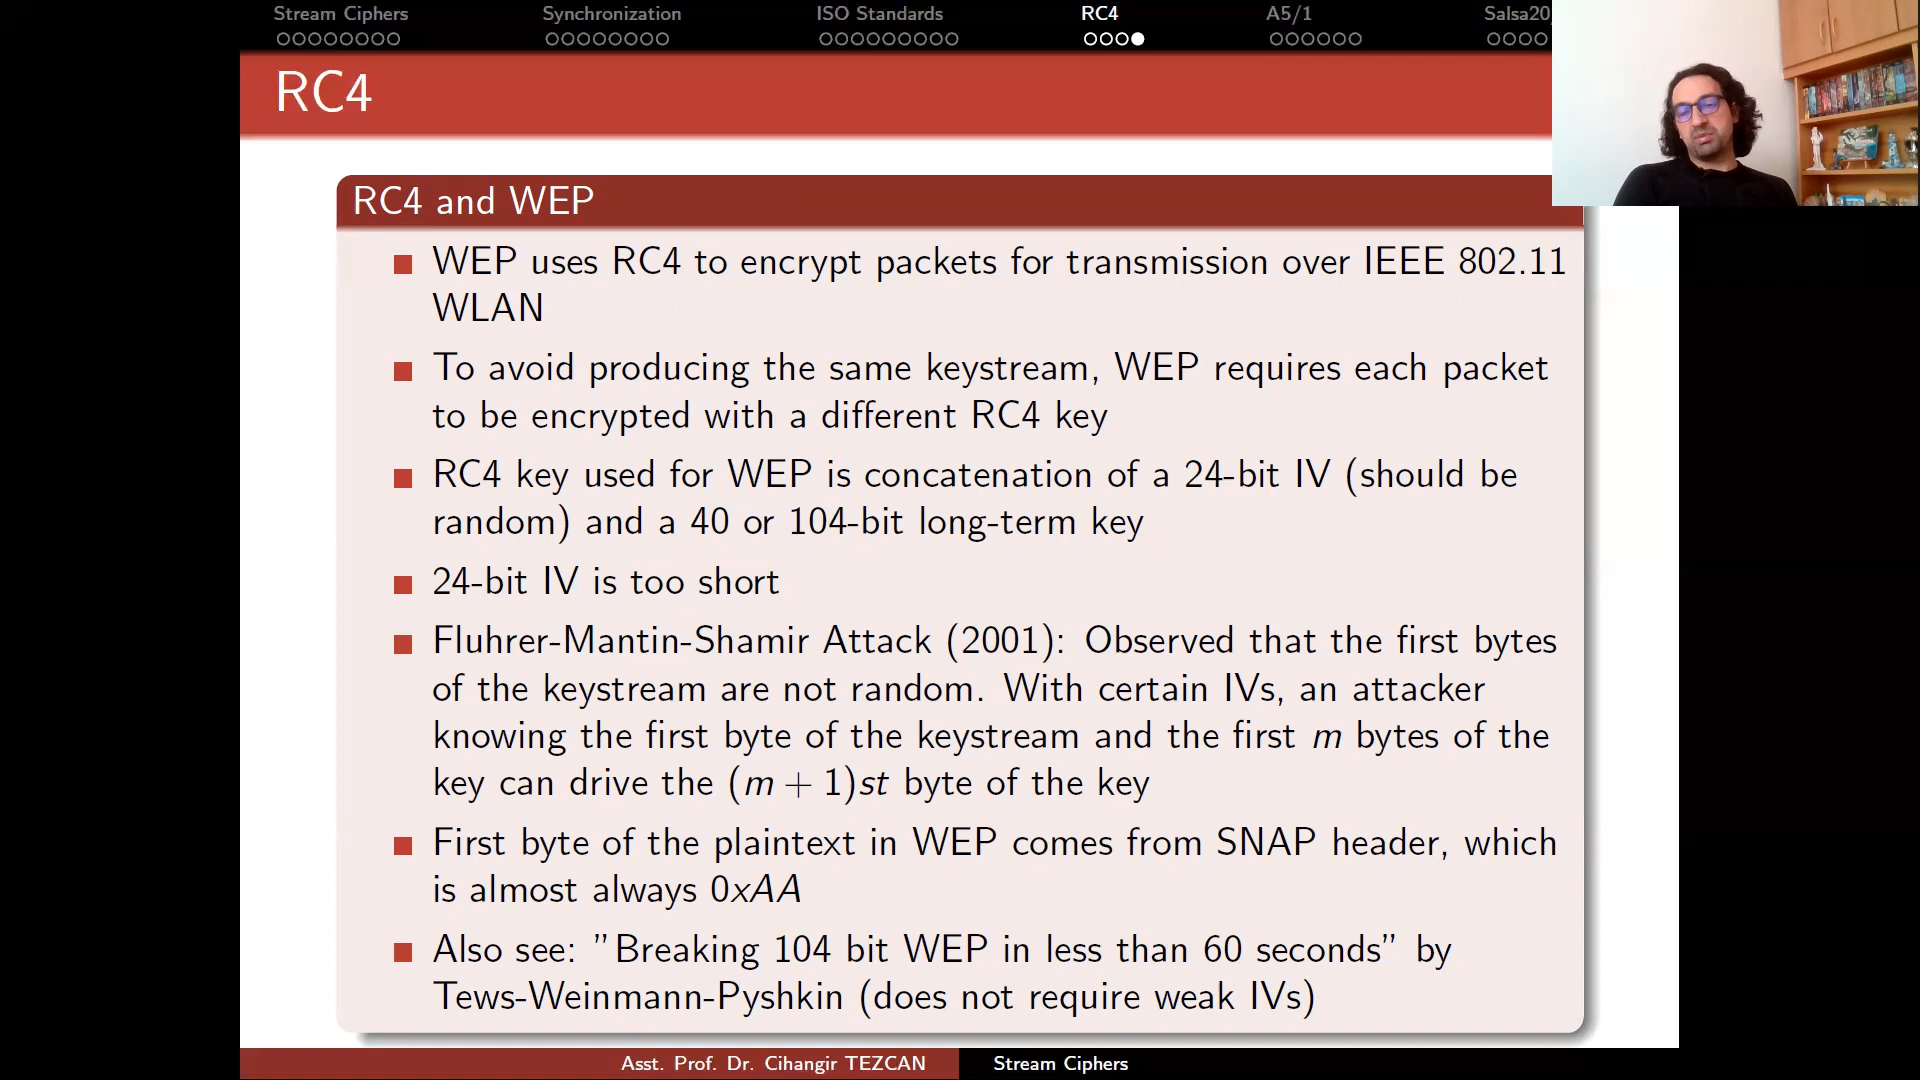 Stream Ciphers
Synchronization
ISO Standards
RC4
A5/1
Salsa20
RC4
RC4 and WEP
WEP uses RC4 to encrypt packets for transmission over IEEE 802.11
WLAN
To avoid producing the same keystream, WEP requires each packet
to be encrypted with a different RC4 key
RC4 key used for WEP is concatenation of a 24-bit IV (should be
random) and a 40 or 104-bit long-term key
24-bit IV is too short
Fluhrer-Mantin-Shamir Attack (2001): Observed that the first bytes
of the keystream are not random. With certain IVs, an attacker
knowing the first byte of the keystream and the first m bytes of the
key can drive the (m + 1)st byte of the key
First byte of the plaintext in WEP comes from SNAP header, which
is almost always 0xAA
Also see: ”Breaking 104 bit WEP in less than 60 seconds” by
Tews-Weinmann-Pyshkin (does not require weak IVs)
Asst. Prof. Dr. Cihangir TEZCAN
Stream Ciphers